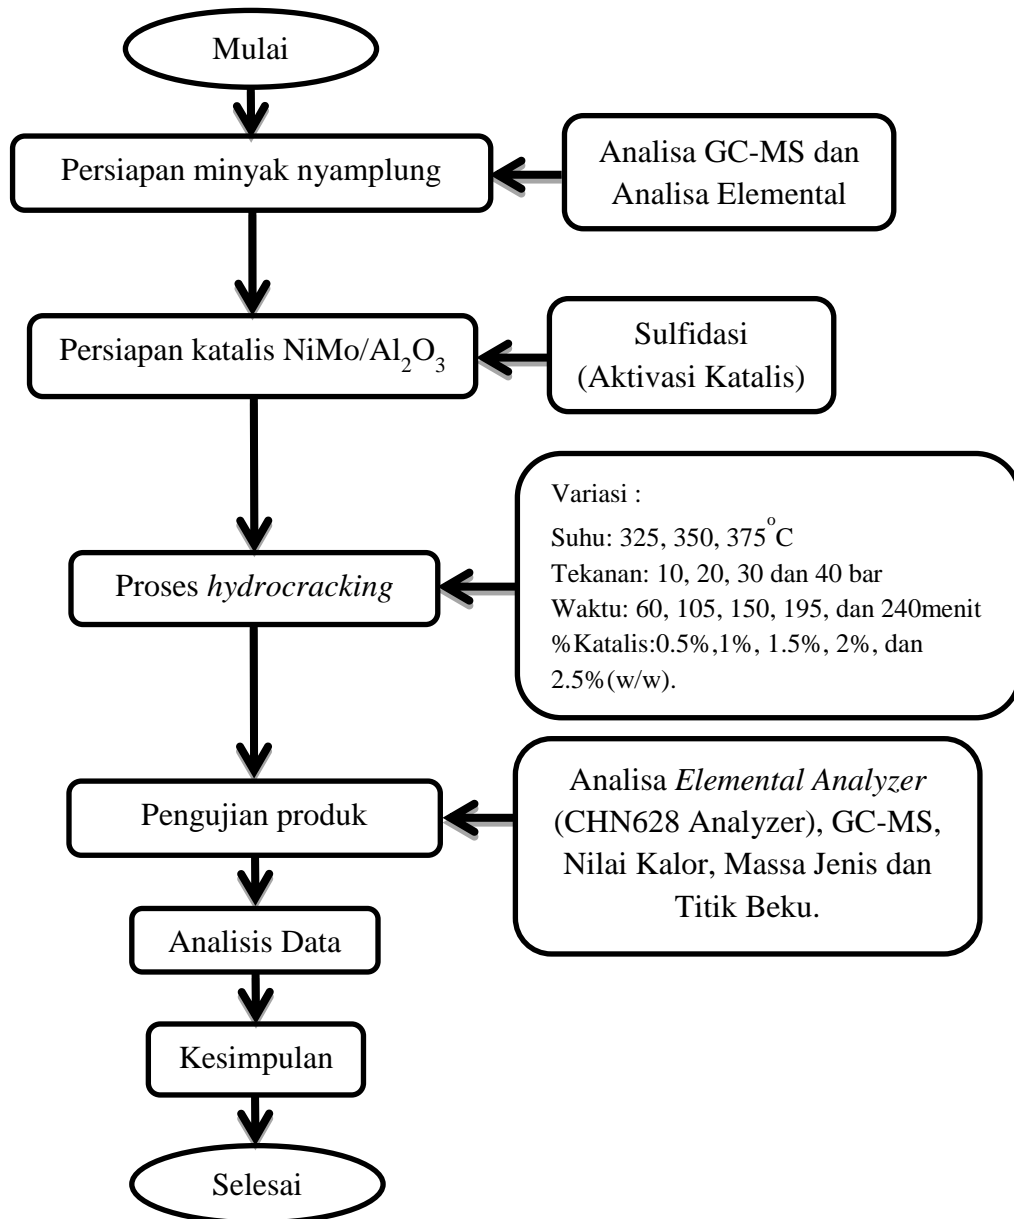 Mulai
Persiapan minyak nyamplung
Analisa GC-MS dan
Analisa Elemental
Persiapan katalis NiMo/Al₂O₃
Sulfidasi
(Aktivasi Katalis)
Proses hydrocracking
Variasi :
Suhu: 325, 350, 375°C
Tekanan: 10, 20, 30 dan 40 bar
Waktu: 60, 105, 150, 195, dan 240menit
%Katalis:0.5%,1%, 1.5%, 2%, dan
2.5%(w/w).
Pengujian produk
Analisa Elemental Analyzer
(CHN628 Analyzer), GC-MS,
Nilai Kalor, Massa Jenis dan
Titik Beku.
Analisis Data
Kesimpulan
Selesai